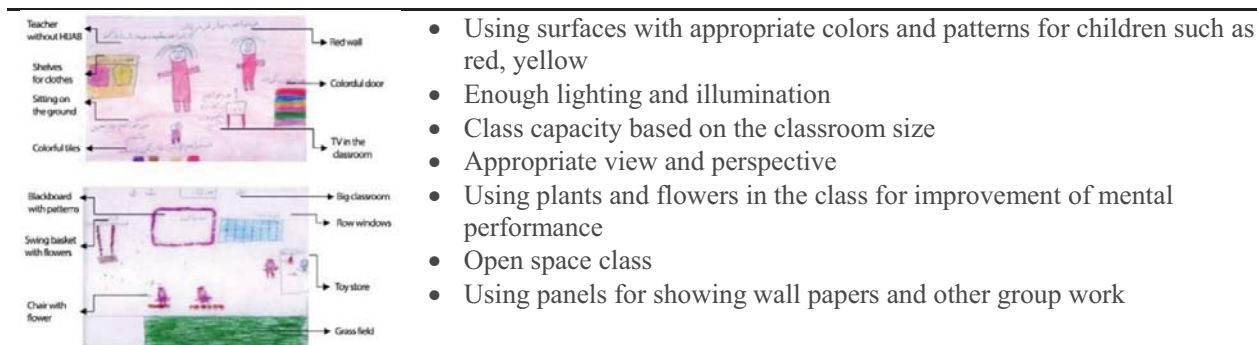 Teacher
without HIJAB
Red wall
Shelves
for clothes
Colorful door
Sitting on
the ground
Colorful tiles
TV in the
classroom
Blackboard
with patterns
Big classroom
Row windows
Swing basket
with flowers
Toy store
Chair with
flower
Grass field
• Using surfaces with appropriate colors and patterns for children such as
red, yellow
• Enough lighting and illumination
• Class capacity based on the classroom size
• Appropriate view and perspective
• Using plants and flowers in the class for improvement of mental
performance
• Open space class
• Using panels for showing wall papers and other group work